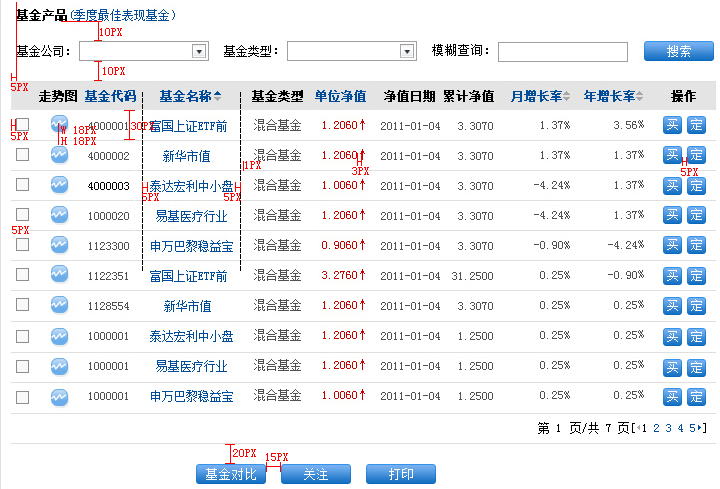 基金产品(季度最佳表现基金)
10PX
基金公司: 基金类型: 模糊查询: 搜索
10PX
5PX
走势图 基金代码 基金名称 基金类型 单位净值 净值日期 累计净值 月增长率 年增长率 操作
4000001 30PX 富国上证ETF前 混合基金 1.2060↑ 2011-01-04 3.3070 1.37% 3.56% 买 定
5PX W 18PX
H 18PX
4000002 新华市值 混合基金 1.2060↑ 2011-01-04 3.3070 1.37% 1.37% 买 定
1PX 3PX 5PX
4000003 泰达宏利中小盘 混合基金 1.0060↑ 2011-01-04 3.3070 -4.24% 1.37% 买 定
5PX 5PX
1000020 易基医疗行业 混合基金 1.2060↑ 2011-01-04 3.3070 -4.24% 1.37% 买 定
5PX
1123300 申万巴黎稳益宝 混合基金 0.9060↑ 2011-01-04 3.3070 -0.90% -4.24% 买 定
1122351 富国上证ETF前 混合基金 3.2760↑ 2011-01-04 31.2500 0.25% -0.90% 买 定
1128554 新华市值 混合基金 1.2060↑ 2011-01-04 3.3070 0.25% 0.25% 买 定
1000001 泰达宏利中小盘 混合基金 1.2060↑ 2011-01-04 1.2500 0.25% 0.25% 买 定
1000001 易基医疗行业 混合基金 1.2060↑ 2011-01-04 1.2500 0.25% 0.25% 买 定
1000001 申万巴黎稳益宝 混合基金 1.0060↑ 2011-01-04 1.2500 0.25% 0.25% 买 定
第 1 页/共 7 页[1 2 3 4 5]
20PX
15PX
基金对比 关注 打印